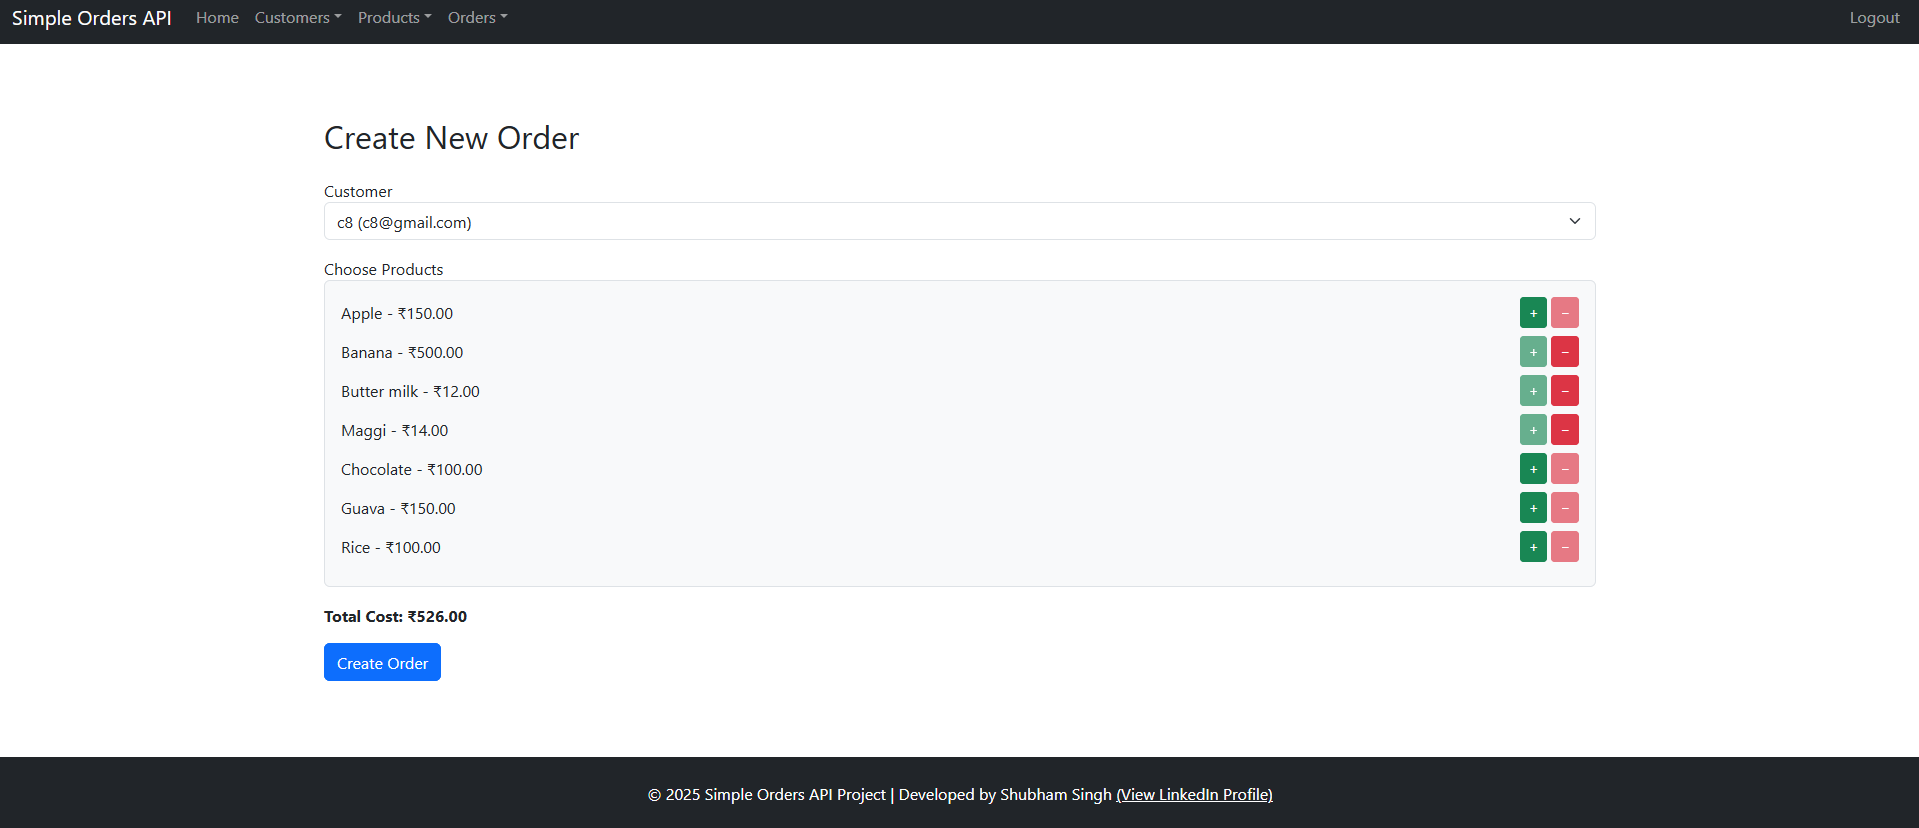 Simple Orders API Home Customers Products Orders Logout
Create New Order
Customer
c8 (c8@gmail.com)
Choose Products
Apple - ₹150.00 + −
Banana - ₹500.00 + −
Butter milk - ₹12.00 + −
Maggi - ₹14.00 + −
Chocolate - ₹100.00 + −
Guava - ₹150.00 + −
Rice - ₹100.00 + −
Total Cost: ₹526.00
Create Order
© 2025 Simple Orders API Project | Developed by Shubham Singh (View LinkedIn Profile)